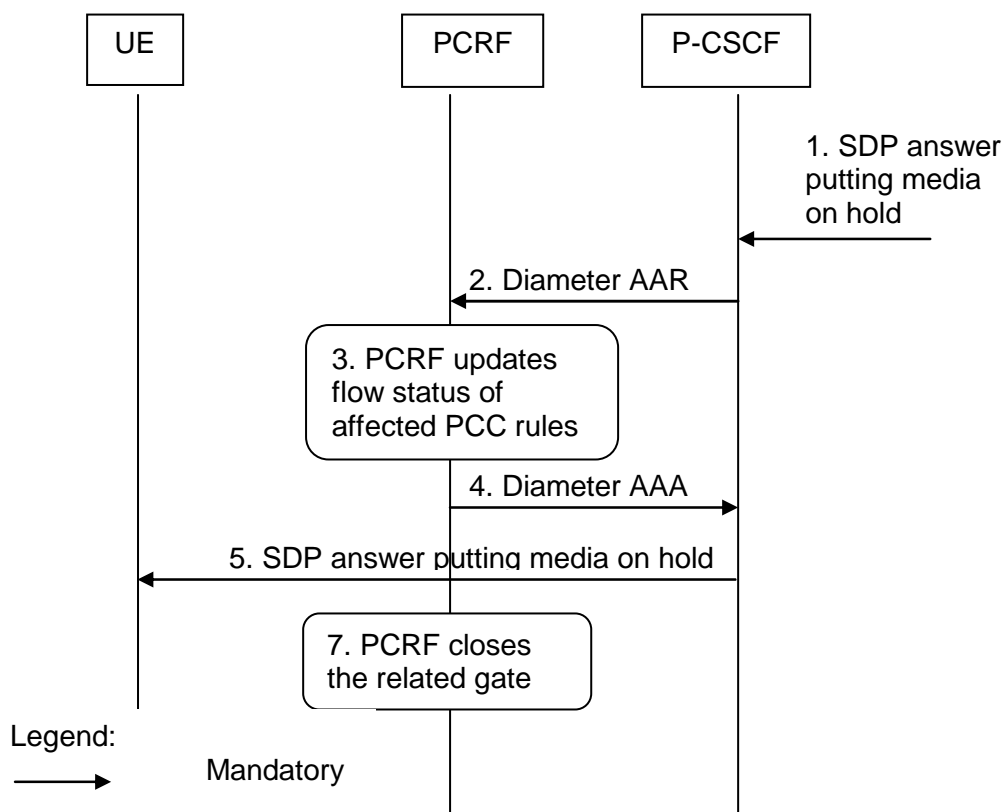 UE
PCRF
P-CSCF
1. SDP answer
putting media
on hold
2. Diameter AAR
3. PCRF updates
flow status of
affected PCC rules
4. Diameter AAA
5. SDP answer putting media on hold
7. PCRF closes
the related gate
Legend:
Mandatory